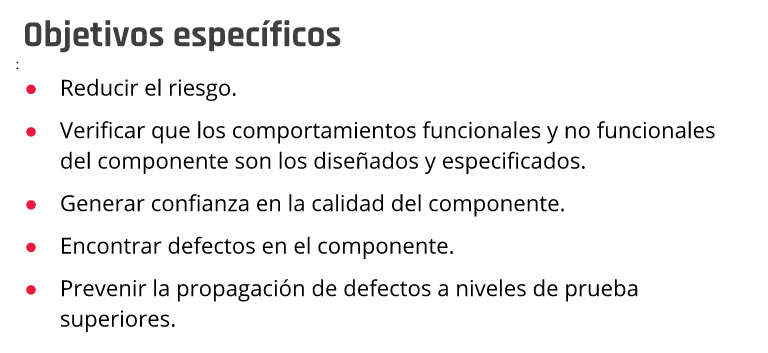 Objetivos específicos
:
● Reducir el riesgo.
● Verificar que los comportamientos funcionales y no funcionales
del componente son los diseñados y especificados.
● Generar confianza en la calidad del componente.
● Encontrar defectos en el componente.
● Prevenir la propagación de defectos a niveles de prueba
superiores.